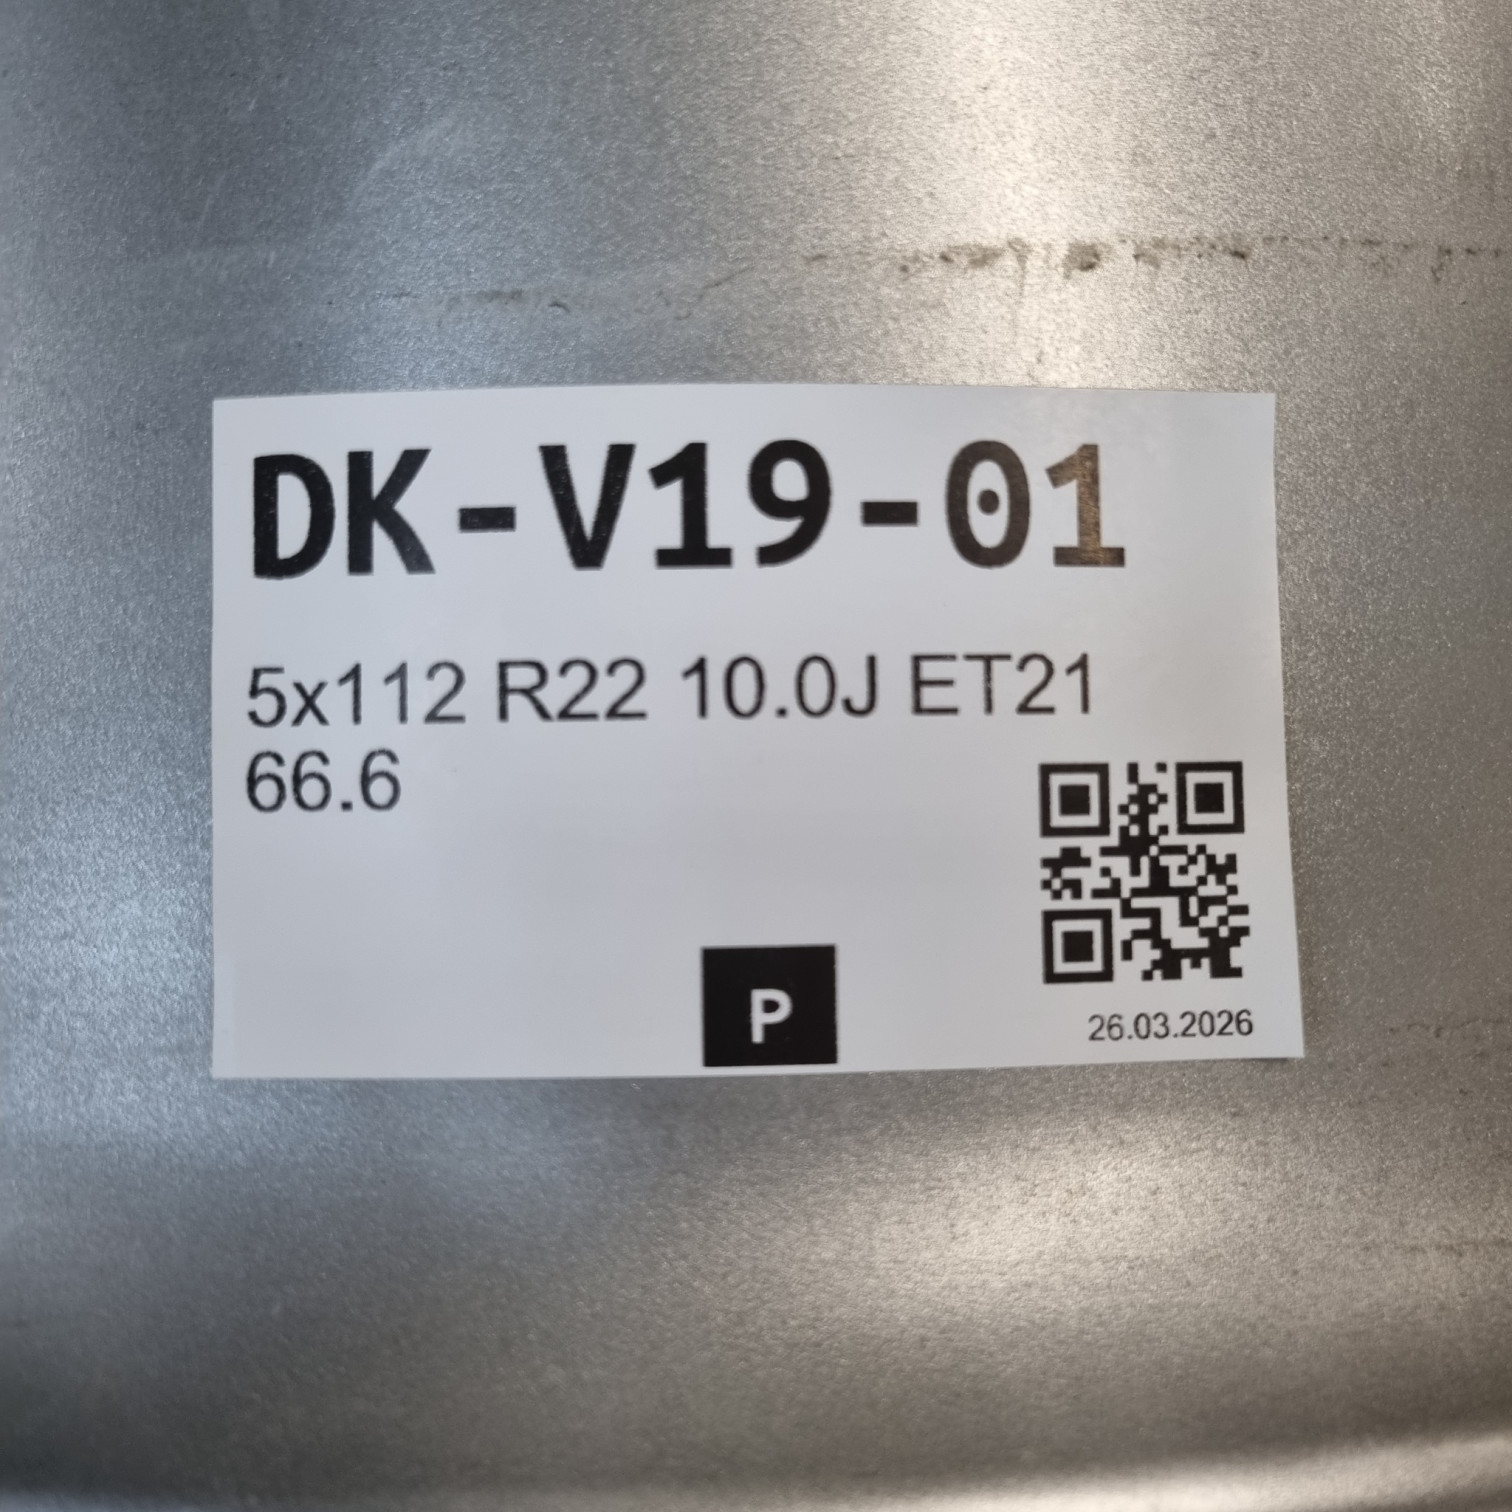 DK-V19-01
5x112 R22 10.0J ET21
66.6
P
26.03.2026